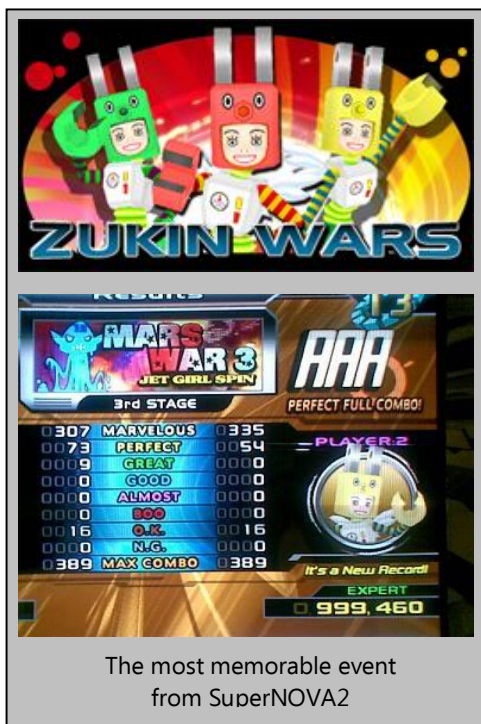 ZUKIN WARS
Results
13
MARS
WAR 3
JET GIRL SPIN
3rd STAGE
AAA
PERFECT FULL COMBO!
0307 MARVELOUS 0335
0073 PERFECT 0054
0009 GREAT 0000
0000 GOOD 0000
0000 ALMOST 0000
0000 BOO 0000
0016 O.K. 0016
0000 N.G. 0000
0389 MAX COMBO 0389
PLAYER:2
It's a New Record!
EXPERT
0 999,460
The most memorable event
from SuperNOVA2